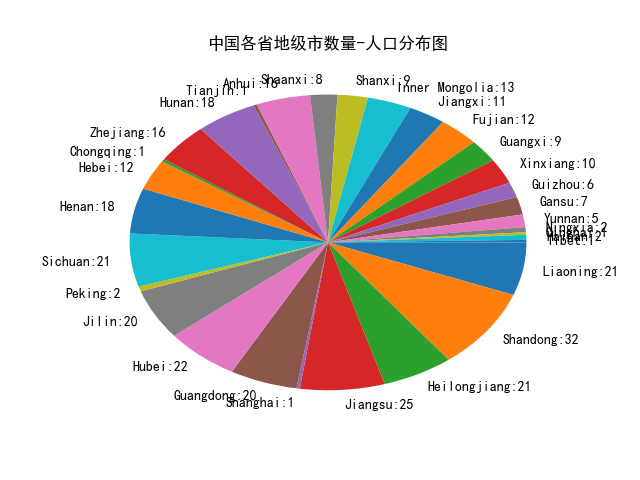 中国各省地级市数量-人口分布图
Shaanxi:8
Shanxi:9
Inner Mongolia:13
Jiangxi:11
Fujian:12
Guangxi:9
Xinxiang:10
Guizhou:6
Gansu:7
Yunnan:5
Ningxia:2
Tibet:1
Liaoning:21
Shandong:32
Heilongjiang:21
Jiangsu:25
Shanghai:1
Guangdong:20
Hubei:22
Jilin:20
Peking:2
Sichuan:21
Henan:18
Hebei:12
Chongqing:1
Zhejiang:16
Hunan:18
Tianjin:1
Anhui:16